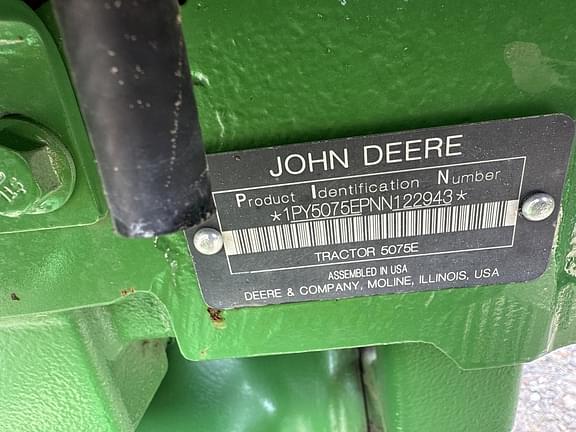 JOHN DEERE
Product Identification Number
*1PY5075EPNN122943*
TRACTOR 5075E
ASSEMBLED IN USA
DEERE & COMPANY, MOLINE, ILLINOIS, USA